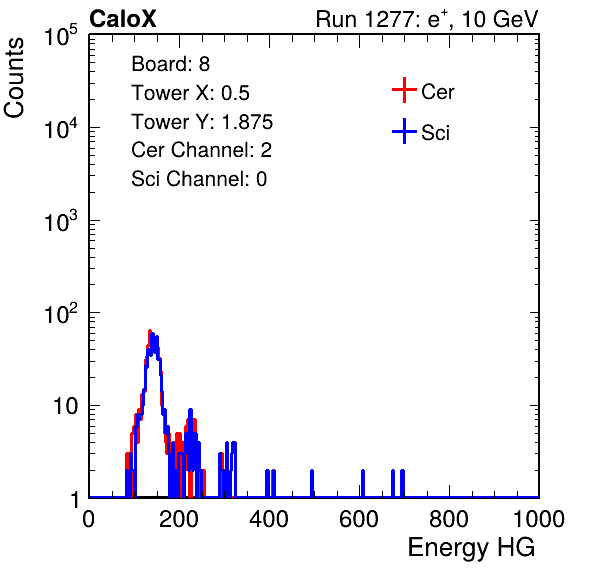 CaloX Run 1277: e⁺, 10 GeV
Counts
10⁵
10⁴
10³
10²
10
1
Board: 8
Tower X: 0.5
Tower Y: 1.875
Cer Channel: 2
Sci Channel: 0
Cer
Sci
0 200 400 600 800 1000
Energy HG